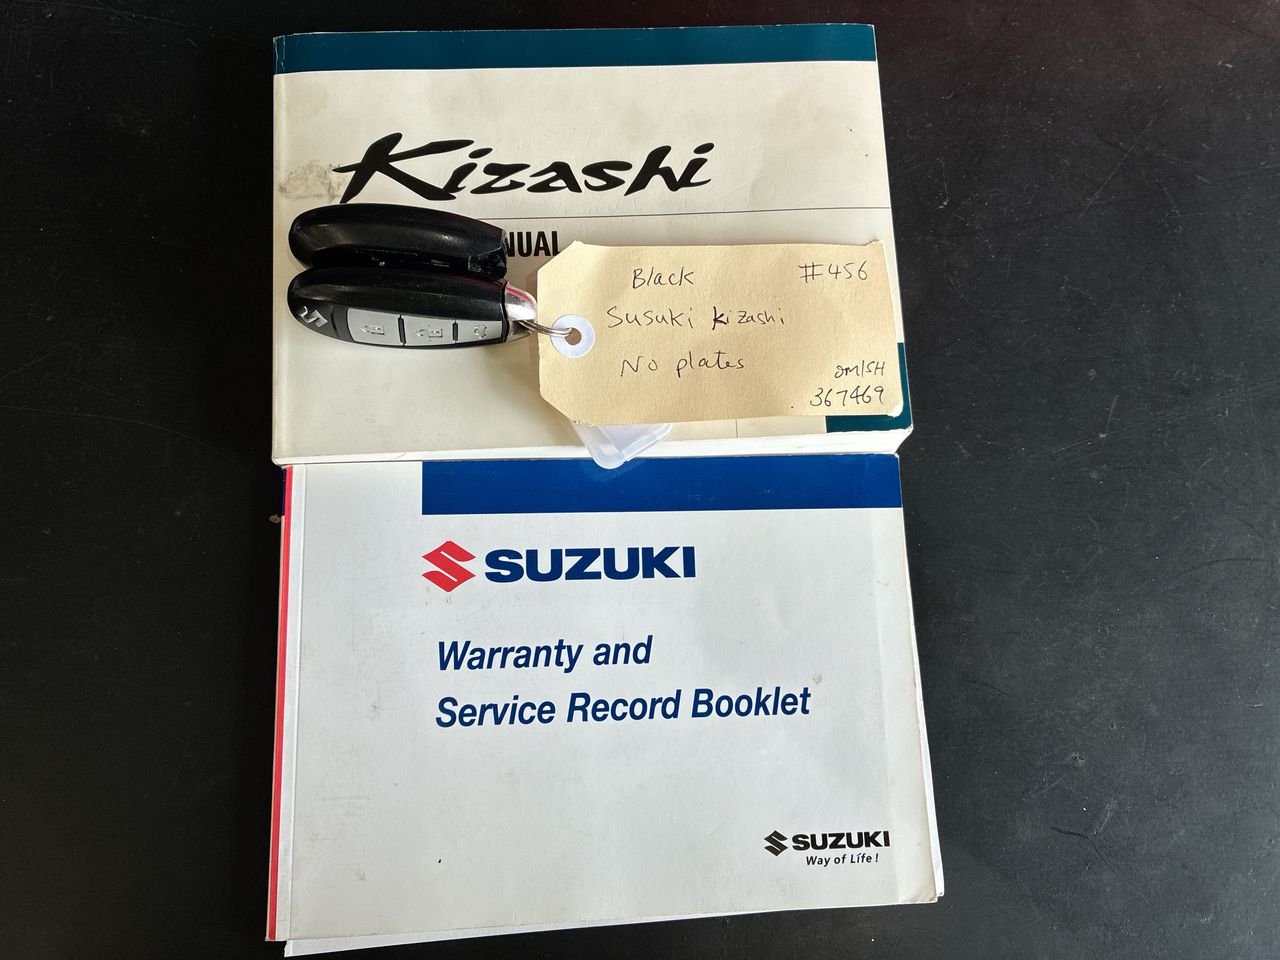 Kizashi
NUAL
Black #456
Susuki Kizashi
No plates
367469
SUZUKI
Warranty and
Service Record Booklet
SUZUKI
Way of Life!